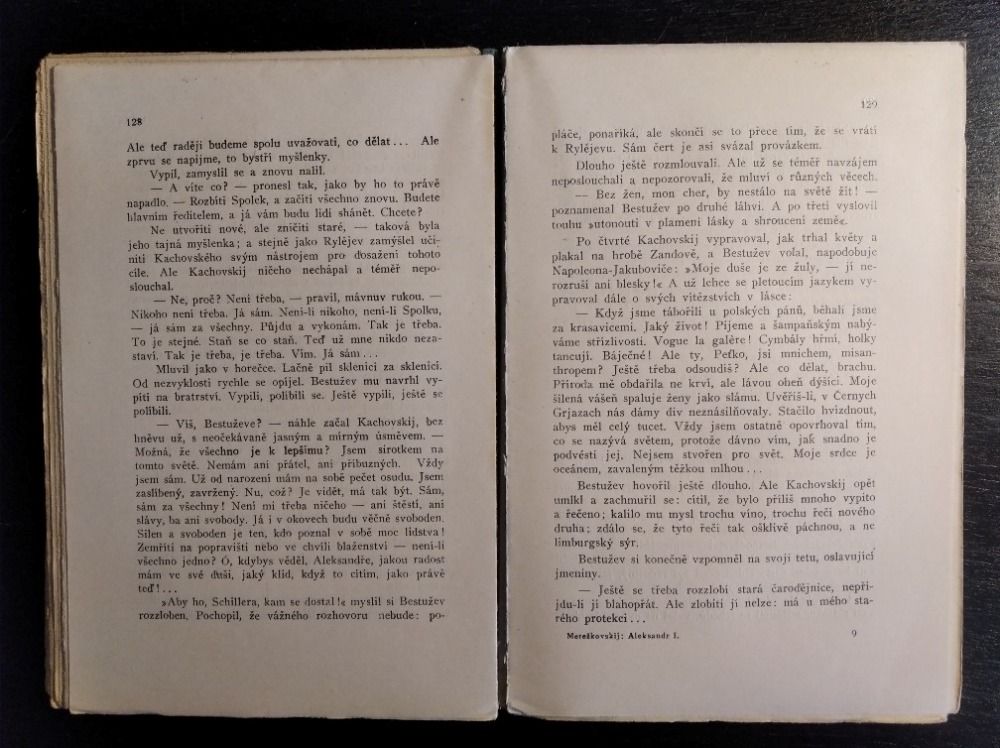 128
Ale teď raději budeme spolu uvažovati, co dělat... Ale
zprvu se napijme, to bystří myšlenky.
Vypil, zamyslil se a znovu nalil.
— A víte co? — pronesl tak, jako by ho to právě
napadlo. — Rozbíti Spolek, a začíti všechno znovu. Budete
hlavním ředitelem, a já vám budu lidi shánět. Chcete?
Ne utvořiti nové, ale zničiti staré, — taková byla
jeho tajná myšlenka; a stejně jako Rylějev zamýšlel uči-
niti Kachovského svým nástrojem pro dosažení tohoto
cíle. Ale Kachovskij ničeho nechápal a téměř nepo-
slouchal.
— Ne, proč? Není třeba, — pravil, mávnuv rukou. —
Nikoho není třeba. Já sám. Není-li nikoho, není-li Spolku,
— já sám za všechny. Půjdu a vykonám. Tak je třeba.
To je stejné. Staň se co staň. Teď už mne nikdo neza-
staví. Tak je třeba, je třeba. Vím. Já sám...
Mluvil jako v horečce. Lačně pil sklenici za sklenicí.
Od nezvyklosti rychle se opíjel. Bestužev mu navrhl vy-
píti na bratrství. Vypili, políbili se. Ještě vypili, ještě se
políbili.
— Víš, Bestuževe? — náhle začal Kachovskij, bez
hněvu už, s neočekávaně jasným a mírným úsměvem. —
Možná, že všechno je k lepšímu? Jsem sirotkem na
tomto světě. Nemám ani přátel, ani příbuzných. Vždy
jsem sám. Už od narození mám na sobě pečet osudu. Jsem
zaslíbený, zavržený. Nu, což? Je vidět, má tak být. Sám,
sám za všechny! Není mi třeba ničeho — ani štěstí, ani
slávy, ba ani svobody. Já i v okovech budu věčně svoboden.
Silen a svoboden je ten, kdo poznal v sobě moc lidstva!
Zemříti na popravišti nebo ve chvíli blaženství — není-li
všechno jedno? Ó, kdybys věděl, Aleksandře, jakou radost
mám ve své duši, jaký klid, když to cítím, jako právě
teď!...
»Aby ho, Schillera, kam se dostal!« myslil si Bestužev
rozzloben. Pochopil, že vážného rozhovoru nebude: po-
129
pláče, ponaříká, ale skončí se to přece tím, že se vrátí
k Rylějevu. Sám čert je asi svázal provázkem.
Dlouho ještě rozmlouvali. Ale už se téměř navzájem
neposlouchali a nepozorovali, že mluví o různých věcech.
— Bez žen, mon cher, by nestálo na světě žít! —
poznamenal Bestužev po druhé láhvi. A po třetí vyslovil
touhu »utonouti v plameni lásky a shroucení země«.
Po čtvrté Kachovskij vypravoval, jak trhal květy a
plakal na hrobě Zandově, a Bestužev volal, napodobuje
Napoleona-Jakuboviče: »Moje duše je ze žuly, — jí ne-
rozruší ani blesky!« A už lehce se pletoucím jazykem vy-
pravoval dále o svých vítězstvích v lásce:
— Když jsme tábořili u polských pánů, běhali jsme
za krasavicemi. Jaký život! Pijeme a šampaňským nabý-
váme střízlivosti. Vogue la galère! Cymbály hřmí, holky
tancují. Báječné! Ale ty, Peťko, jsi mnichem, misan-
thropem? Ještě třeba odsoudíš? Ale co dělat, brachu.
Příroda mě obdařila ne krví, ale lávou oheň dýšící. Moje
šílená vášeň spaluje ženy jako slámu. Uvěříš-li, v Černych
Grjazach nás dámy div neznásilňovaly. Stačilo hvízdnout,
abys měl celý tucet. Vždy jsem ostatně opovrhoval tím,
co se nazývá světem, protože dávno vím, jak snadno je
podvésti jej. Nejsem stvořen pro svět. Moje srdce je
oceánem, zavaleným těžkou mlhou...
Bestužev hovořil ještě dlouho. Ale Kachovskij opět
umlkl a zachmuřil se: cítil, že bylo příliš mnoho vypito
a řečeno; kalilo mu mysl trochu víno, trochu řeči nového
druha; zdálo se, že tyto řeči tak ošklivě páchnou, a ne
limburgský sýr.
Bestužev si konečně vzpomněl na svoji tetu, oslavující
jmeniny.
— Ještě se třeba rozzlobí stará čarodějnice, nepři-
jdu-li jí blahopřát. Ale zlobiti ji nelze: má u mého sta-
rého protekci...
Merežkovskij: Aleksandr I. 9